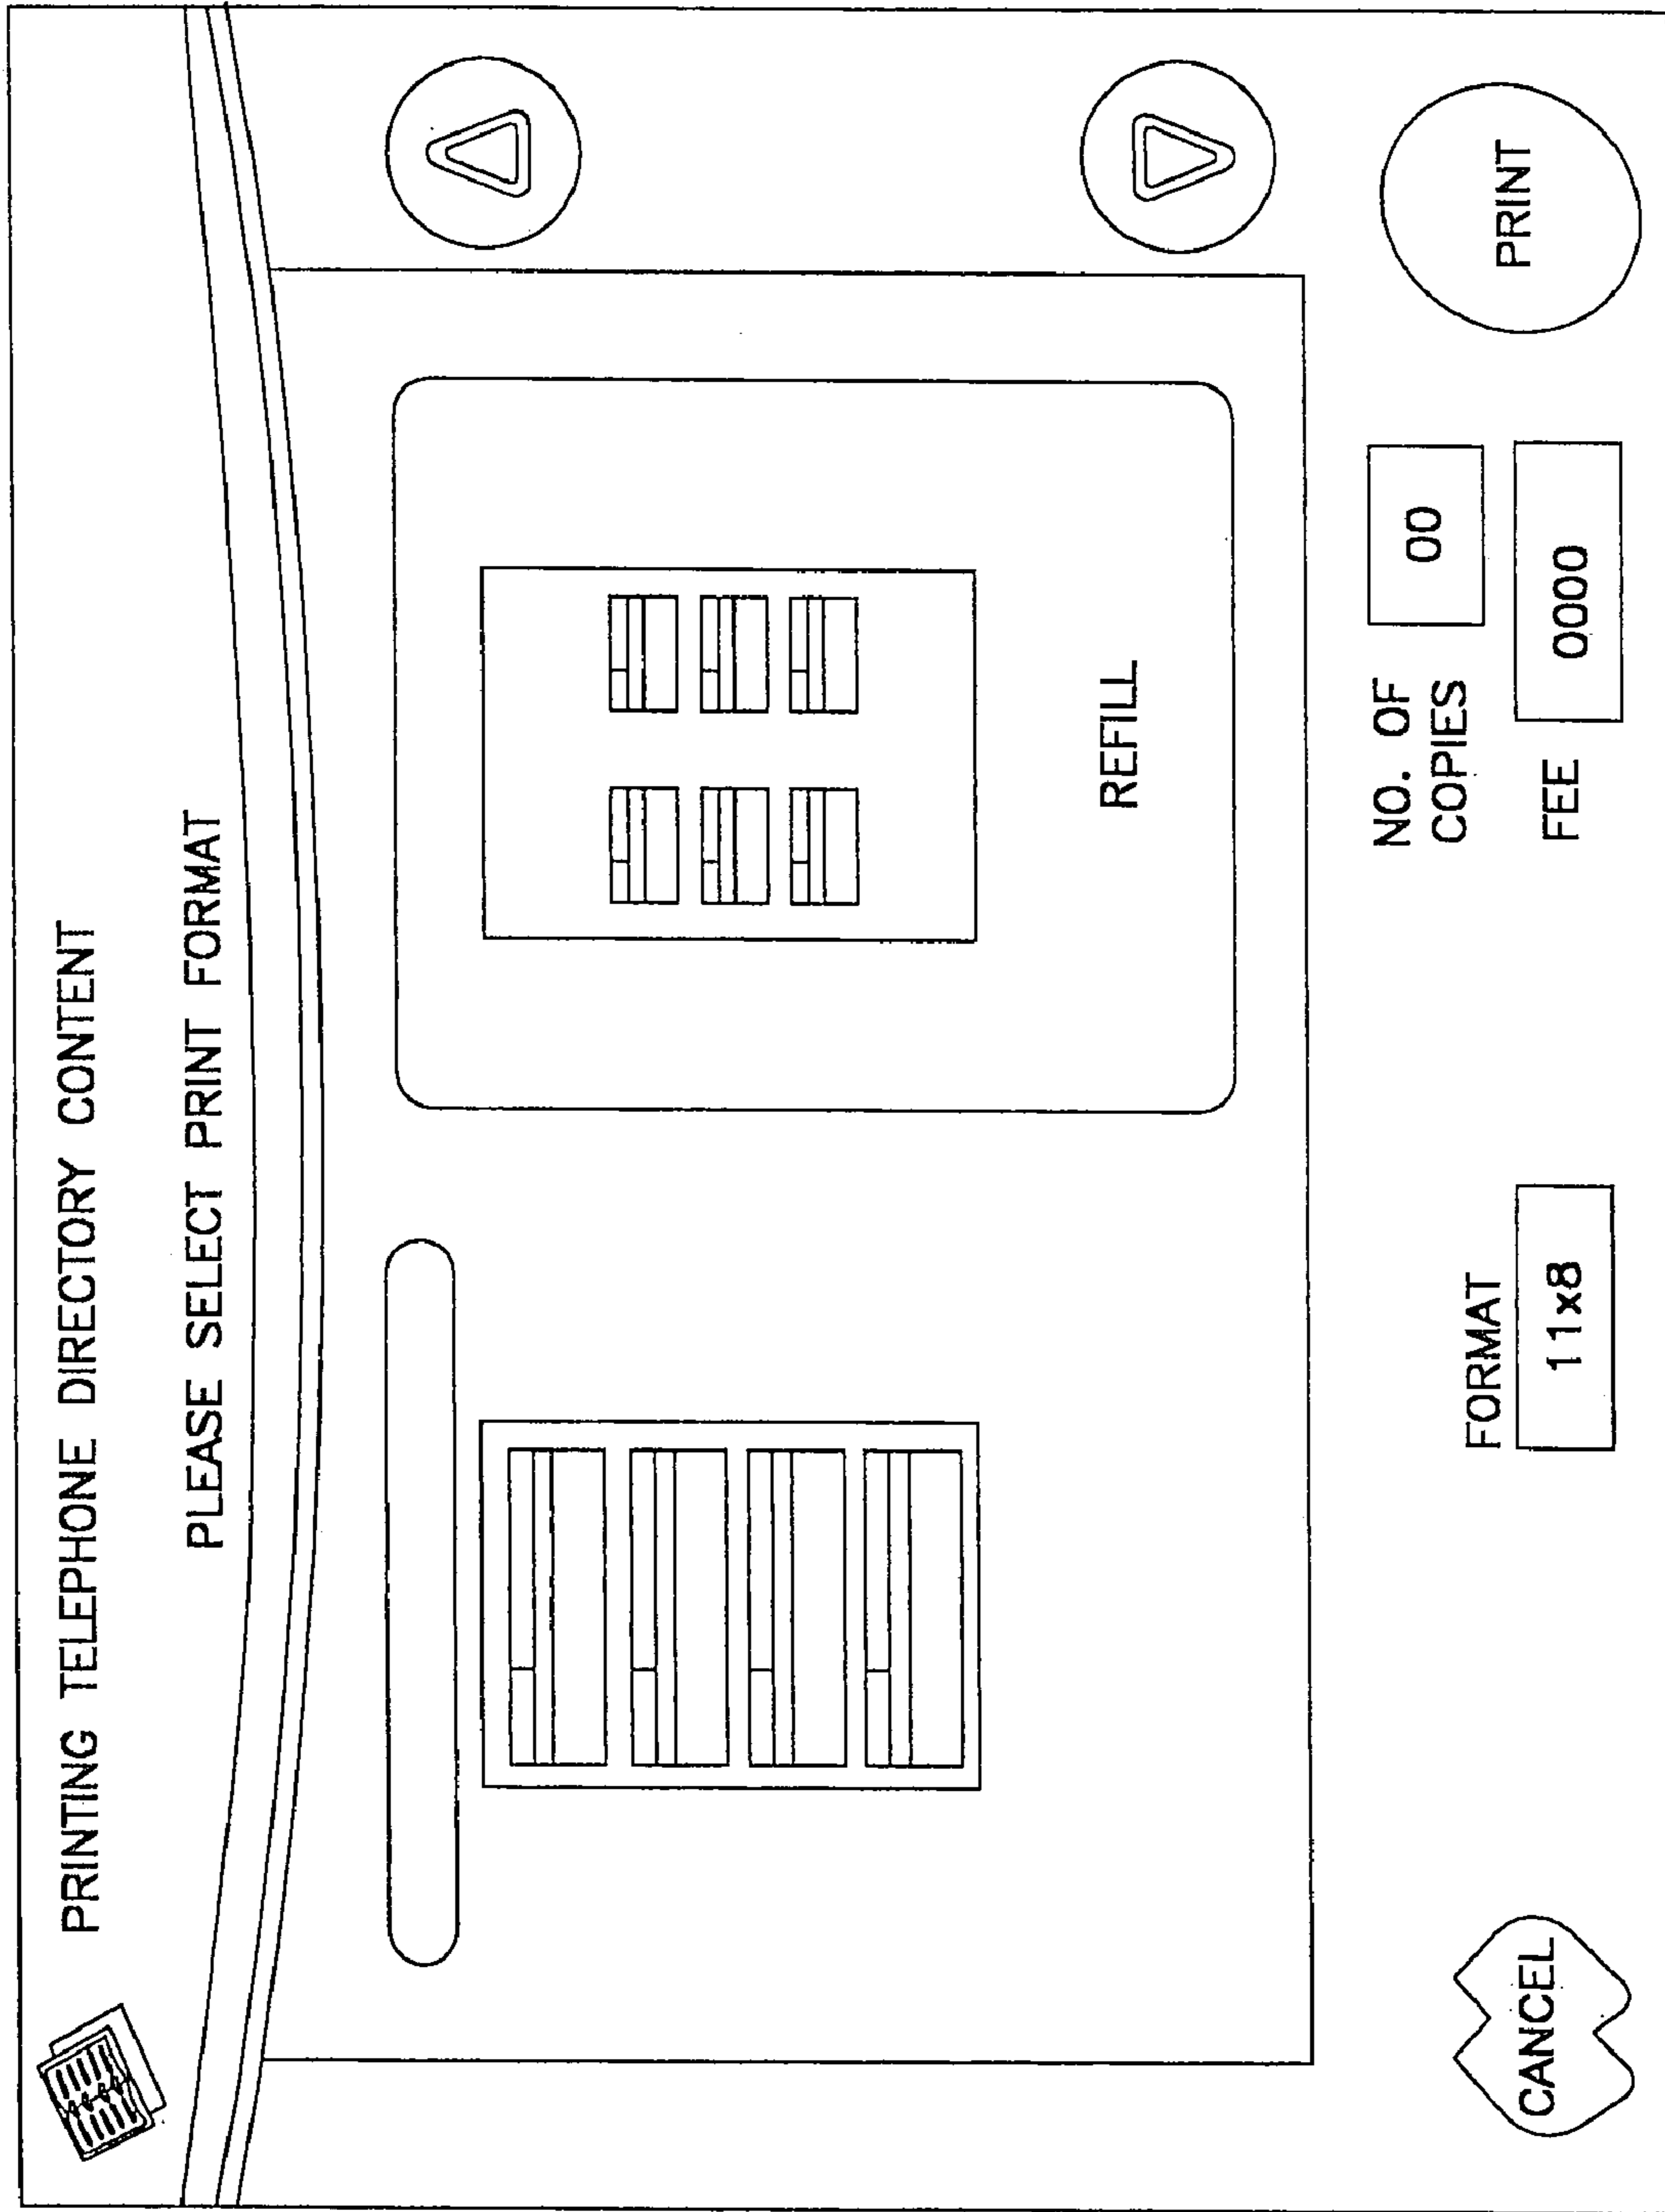 PRINTING TELEPHONE DIRECTORY CONTENT
PLEASE SELECT PRINT FORMAT
REFILL
FORMAT
11x8
NO. OF
COPIES
00
FEE
0000
CANCEL
PRINT